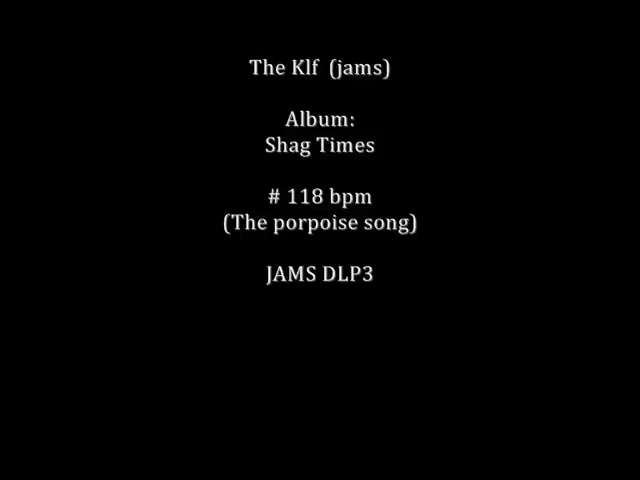 The Klf (jams)
Album:
Shag Times
# 118 bpm
(The porpoise song)
JAMS DLP3